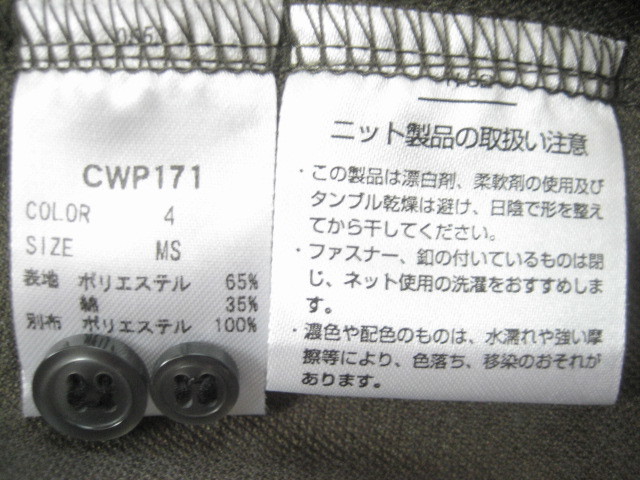 CWP171
COLOR 4
SIZE MS
表地 ポリエステル 65%
綿 35%
別布 ポリエステル 100%
ニット製品の取扱い注意
・この製品は漂白剤、柔軟剤の使用及び
タンブル乾燥は避け、日陰で形を整え
てから干してください。
・ファスナー、釦の付いているものは閉
じ、ネット使用の洗濯をおすすめしま
す。
・濃色や配色のものは、水濡れや強い摩
擦等により、色落ち、移染のおそれが
あります。